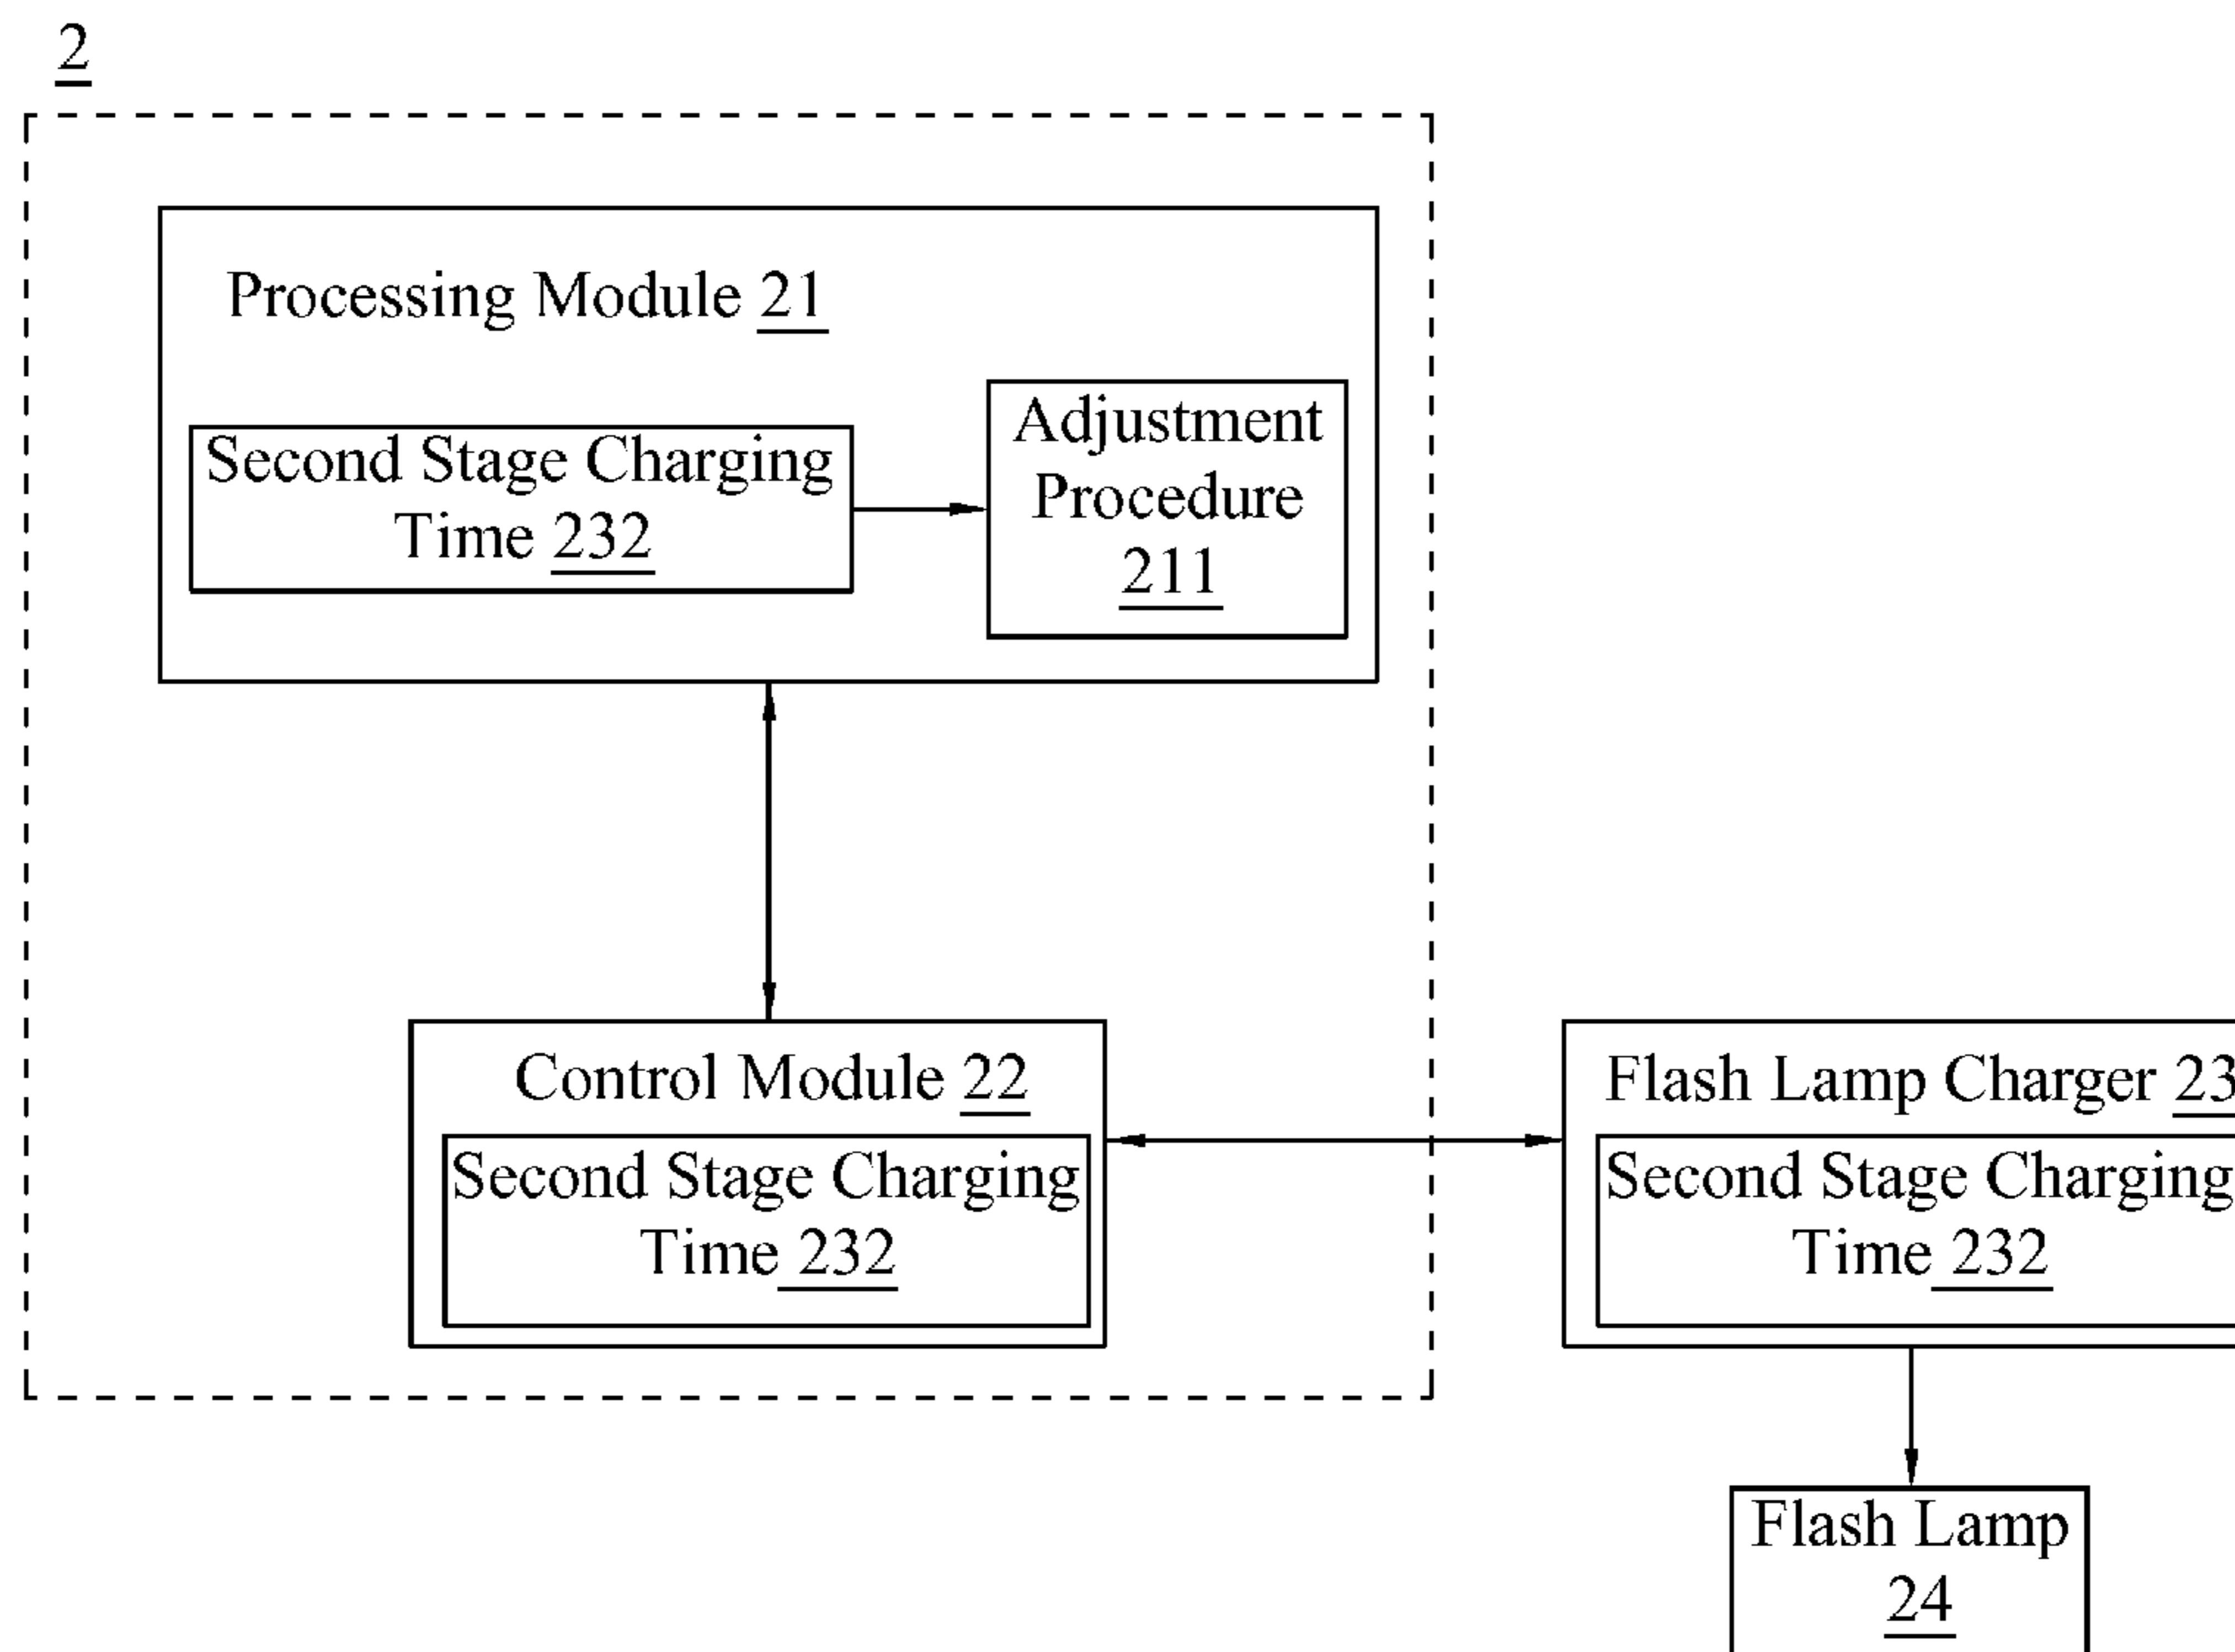 2
Processing Module 21
Second Stage Charging
Time 232
Adjustment
Procedure
211
Control Module 22
Second Stage Charging
Time 232
Flash Lamp Charger 23
Second Stage Charging
Time 232
Flash Lamp
24